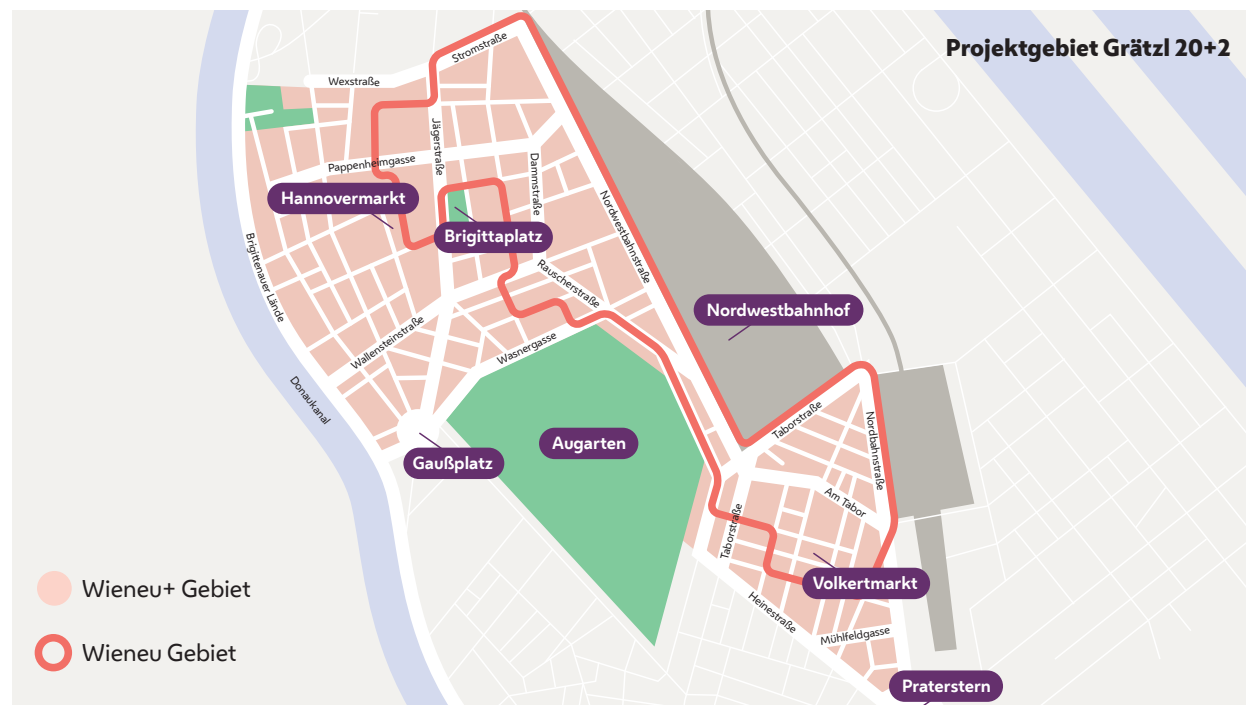 Projektgebiet Grätzl 20+2
Stromstraße
Wexstraße
Jägerstraße
Pappenheimgasse
Dammstraße
Hannovermarkt
Brigittaplatz
Nordwestbahnstraße
Brigittenauer Lände
Rauscherstraße
Nordwestbahnhof
Wallensteinstraße
Wasnergasse
Donaukanal
Taborstraße
Nordbahnstraße
Augarten
Gaußplatz
Am Tabor
Taborstraße
Volkertmarkt
Wieneu+ Gebiet
Heinestraße
Mühlfeldgasse
Wieneu Gebiet
Praterstern